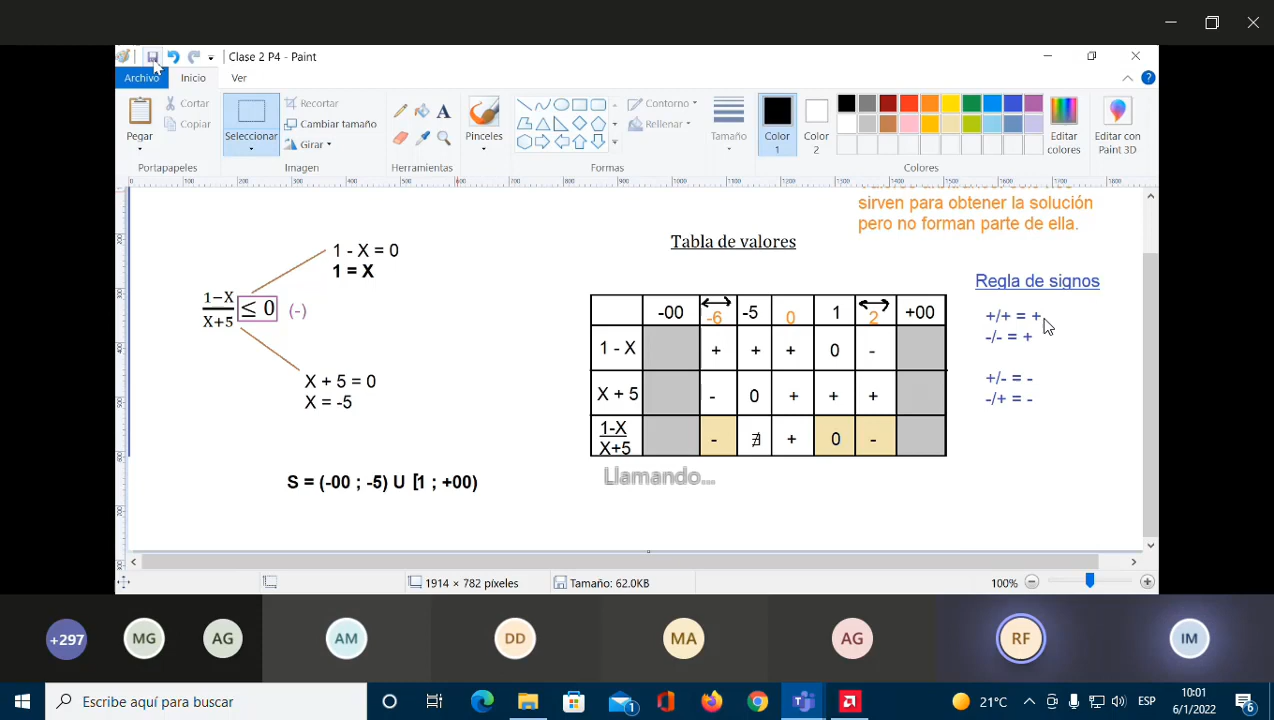 Clase 2 P4 - Paint
Archivo Inicio Ver
Pegar
Cortar
Copiar
Portapapeles
Seleccionar
Recortar
Cambiar tamaño
Girar
Imagen
A
Herramientas
Pinceles
Contorno
Rellenar
Formas
Tamaño
Color 1
Color 2
Editar colores
Colores
Editar con Paint 3D
sirven para obtener la solución
pero no forman parte de ella.
1 - X = 0
1 = X
1−X
X+5
≤ 0 (-)
X + 5 = 0
X = -5
S = (-00 ; -5) U [1 ; +00)
Tabla de valores
-00 -6 -5 0 1 2 +00
1 - X + + + 0 -
X + 5 - 0 + + +
1-X
X+5
- ∄ + 0 -
Llamando...
Regla de signos
+/+ = +
-/- = +
+/- = -
-/+ = -
1914 × 782 píxeles
Tamaño: 62.0KB
100%
+297 MG AG AM DD MA AG RF IM
Escribe aquí para buscar
21°C
ESP
10:01
6/1/2022